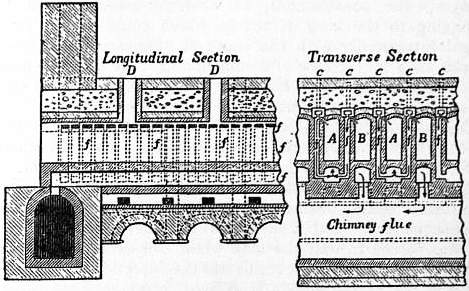 Longitudinal Section
D D
f f f f
f
f
Transverse Section
c c c c c
A B A B
f f f f f
Chimney flue